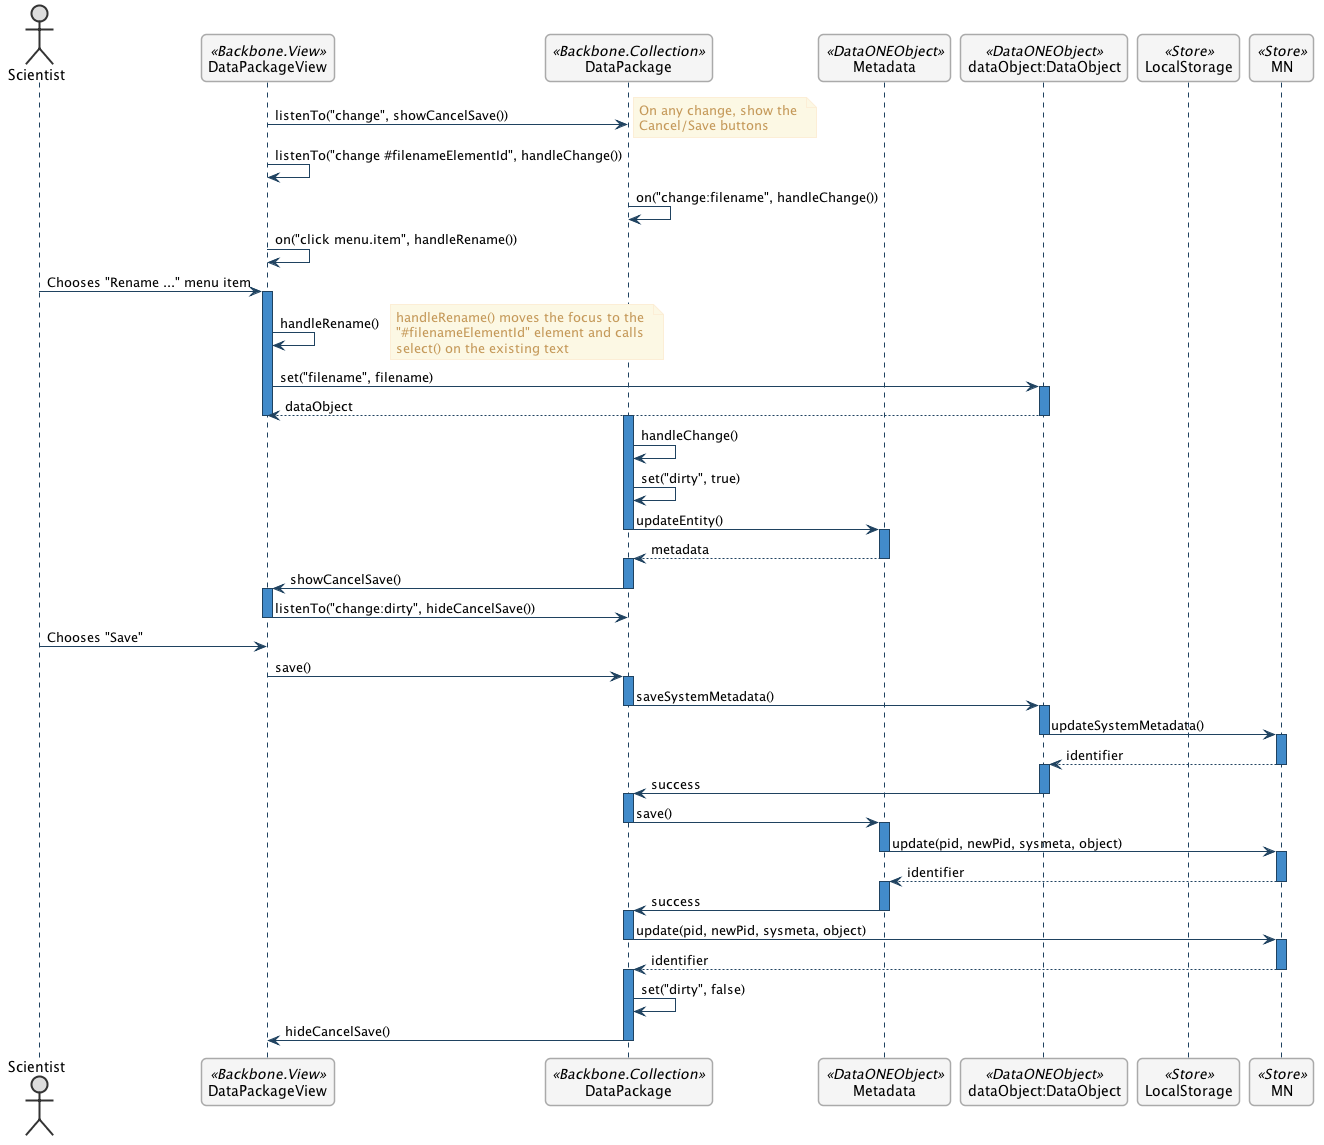 Scientist
«Backbone.View»
DataPackageView
«Backbone.Collection»
DataPackage
«DataONEObject»
Metadata
«DataONEObject»
dataObject:DataObject
«Store»
LocalStorage
«Store»
MN
listenTo("change", showCancelSave())
On any change, show the
Cancel/Save buttons
listenTo("change #filenameElementId", handleChange())
on("change:filename", handleChange())
on("click menu.item", handleRename())
Chooses "Rename ..." menu item
handleRename()
handleRename() moves the focus to the
"#filenameElementId" element and calls
select() on the existing text
set("filename", filename)
dataObject
handleChange()
set("dirty", true)
updateEntity()
metadata
showCancelSave()
listenTo("change:dirty", hideCancelSave())
Chooses "Save"
save()
saveSystemMetadata()
updateSystemMetadata()
identifier
success
save()
update(pid, newPid, sysmeta, object)
identifier
success
update(pid, newPid, sysmeta, object)
identifier
set("dirty", false)
hideCancelSave()
Scientist
«Backbone.View»
DataPackageView
«Backbone.Collection»
DataPackage
«DataONEObject»
Metadata
«DataONEObject»
dataObject:DataObject
«Store»
LocalStorage
«Store»
MN